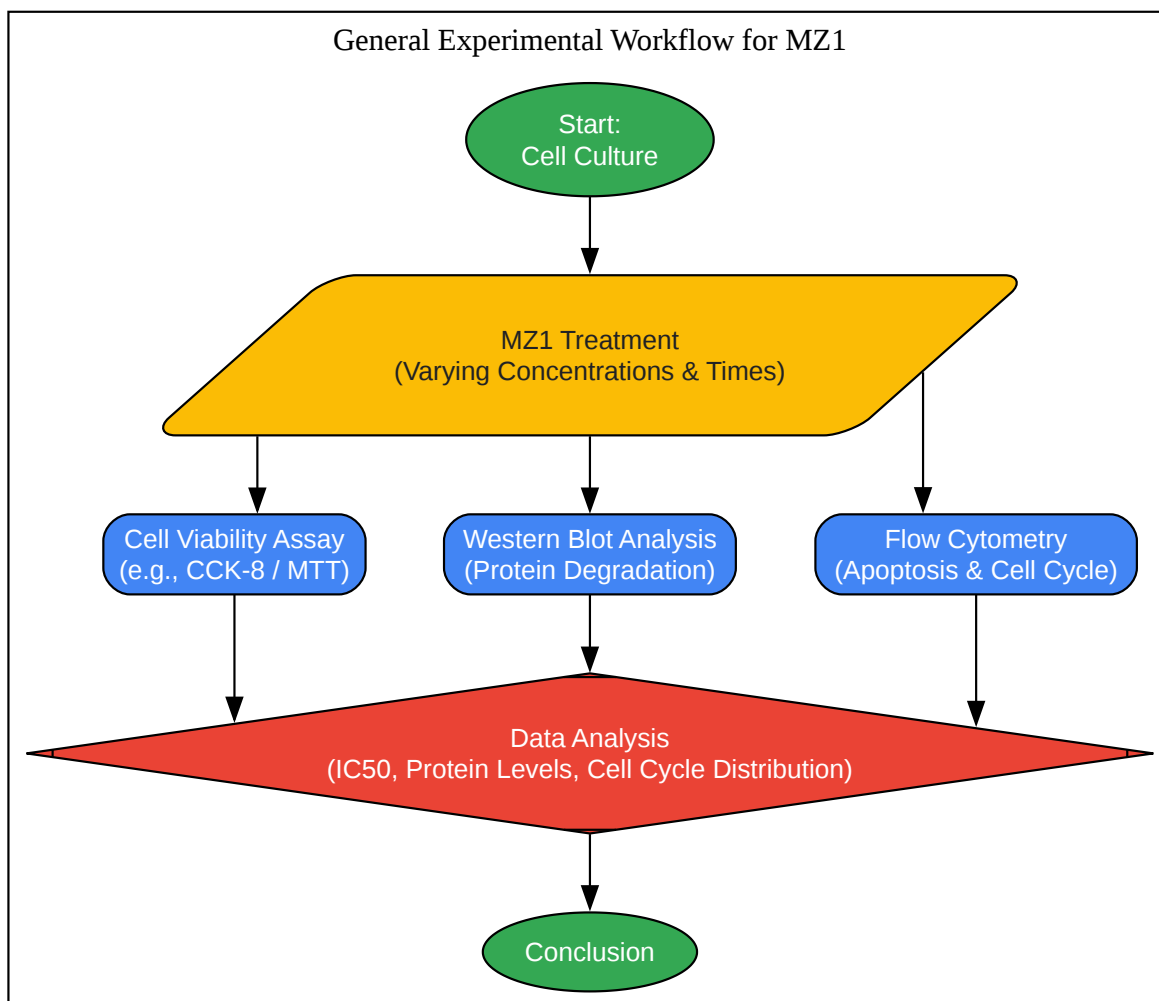 General Experimental Workflow for MZ1
Start:
Cell Culture
MZ1 Treatment
(Varying Concentrations & Times)
Cell Viability Assay
(e.g., CCK-8 / MTT)
Western Blot Analysis
(Protein Degradation)
Flow Cytometry
(Apoptosis & Cell Cycle)
Data Analysis
(IC50, Protein Levels, Cell Cycle Distribution)
Conclusion